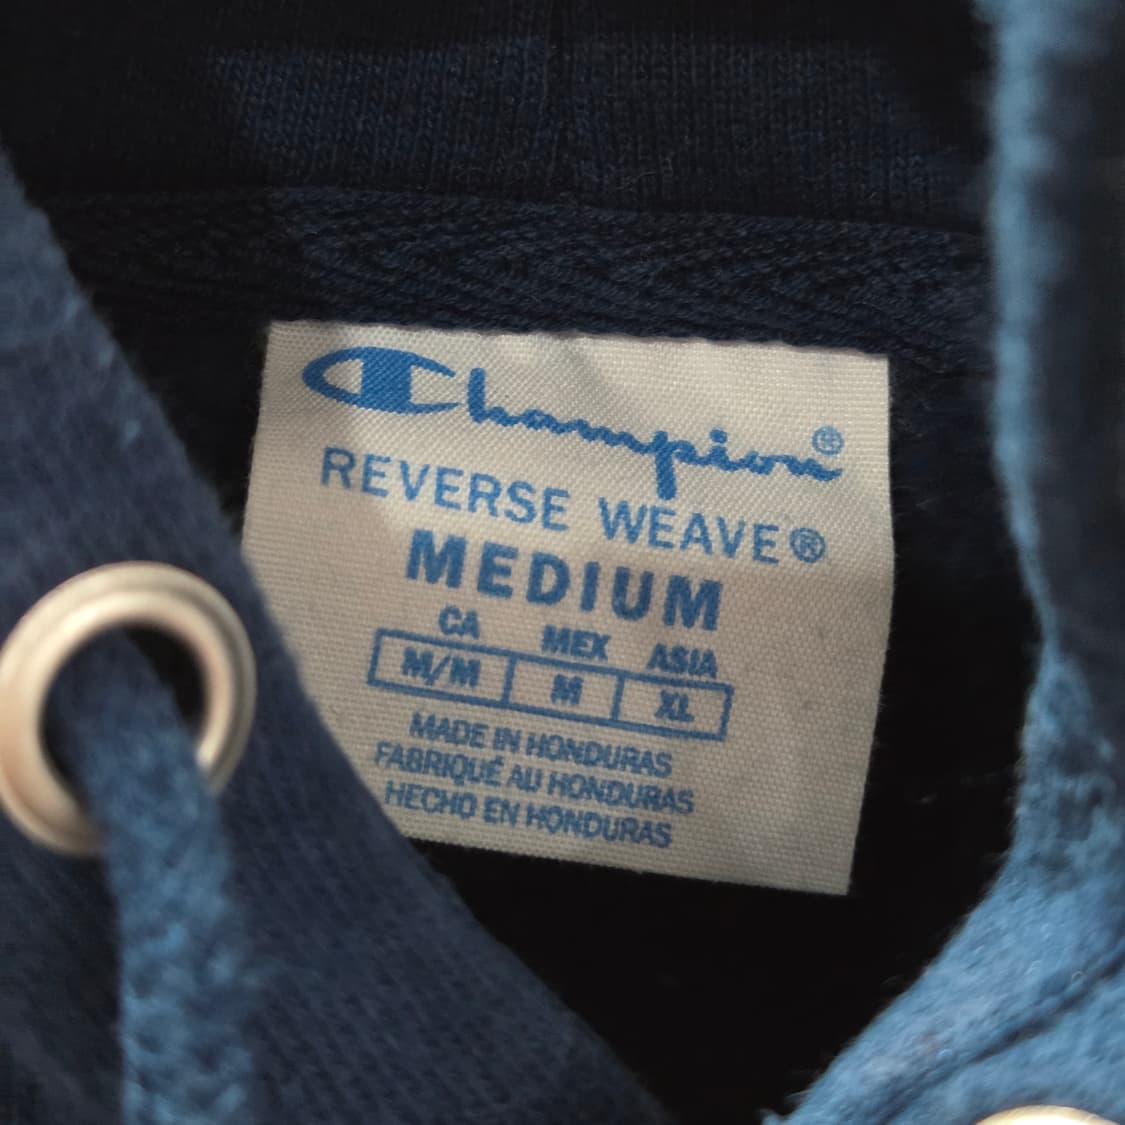 Champion®
REVERSE WEAVE®
MEDIUM
CA MEX ASIA
M/M M XL
MADE IN HONDURAS
FABRIQUÉ AU HONDURAS
HECHO EN HONDURAS